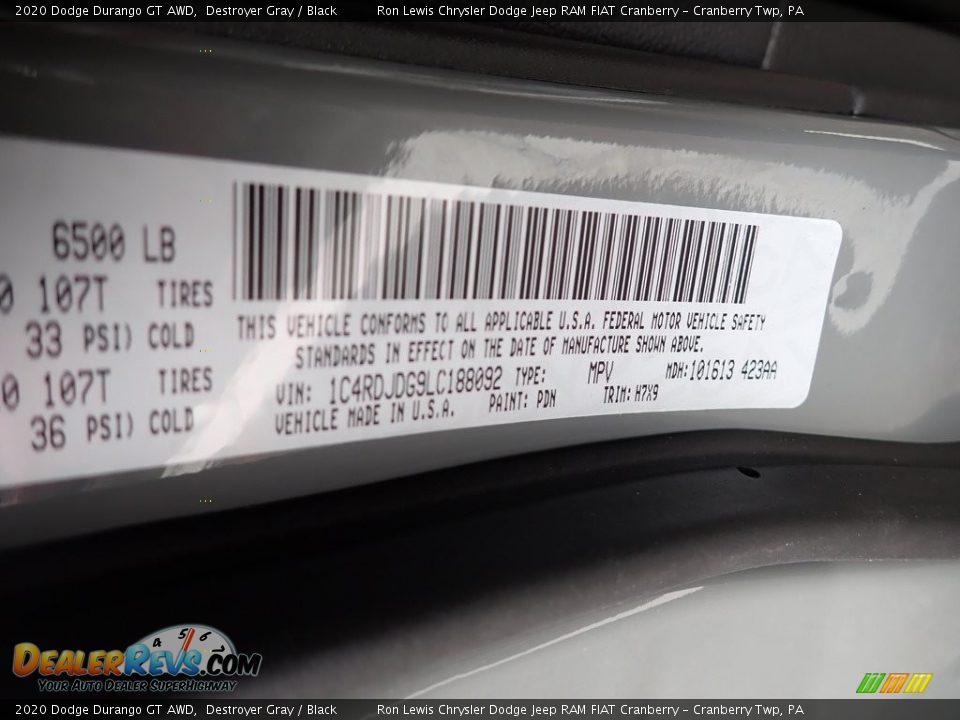 2020 Dodge Durango GT AWD, Destroyer Gray / Black Ron Lewis Chrysler Dodge Jeep RAM FIAT Cranberry - Cranberry Twp, PA
6500 LB
0 107T TIRES
33 PSI) COLD
0 107T TIRES
36 PSI) COLD
THIS VEHICLE CONFORMS TO ALL APPLICABLE U.S.A. FEDERAL MOTOR VEHICLE SAFETY
STANDARDS IN EFFECT ON THE DATE OF MANUFACTURE SHOWN ABOVE.
VIN: 1C4RDJDG9LC188092 TYPE: MPV MDH:101613 423AA
VEHICLE MADE IN U.S.A. PAINT: PDN TRIM: H7X9
4 5 6
DEALERREVS.COM
Your Auto Dealer SuperHighway
2020 Dodge Durango GT AWD, Destroyer Gray / Black Ron Lewis Chrysler Dodge Jeep RAM FIAT Cranberry - Cranberry Twp, PA